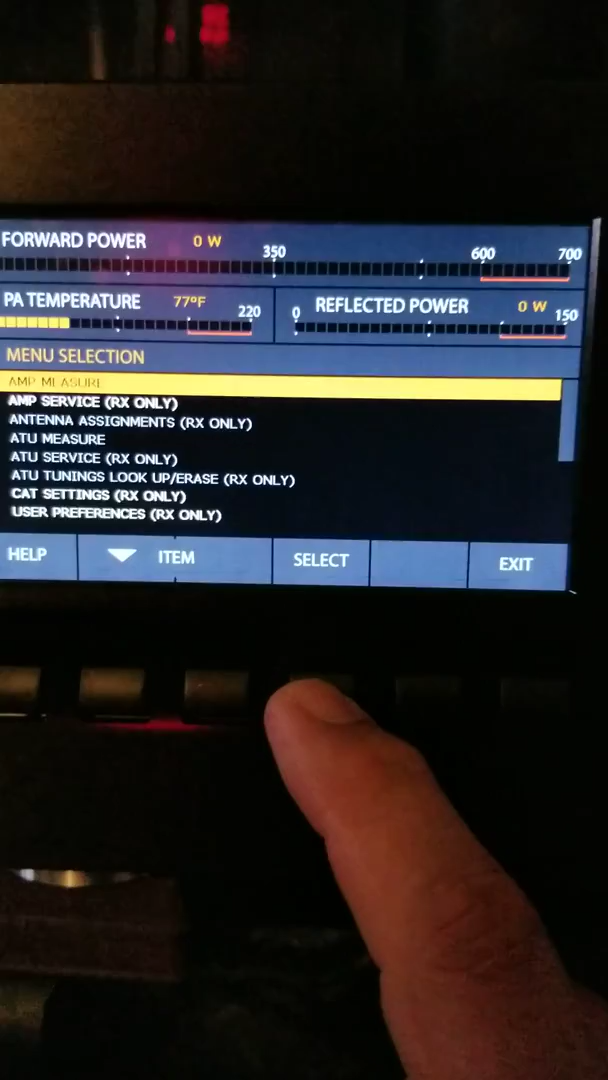 FORWARD POWER 0 W 350 600 700
PA TEMPERATURE 77°F 220
0 REFLECTED POWER 0 W 150
MENU SELECTION
AMP MEASURE
AMP SERVICE (RX ONLY)
ANTENNA ASSIGNMENTS (RX ONLY)
ATU MEASURE
ATU SERVICE (RX ONLY)
ATU TUNINGS LOOK UP/ERASE (RX ONLY)
CAT SETTINGS (RX ONLY)
USER PREFERENCES (RX ONLY)
HELP ITEM SELECT EXIT